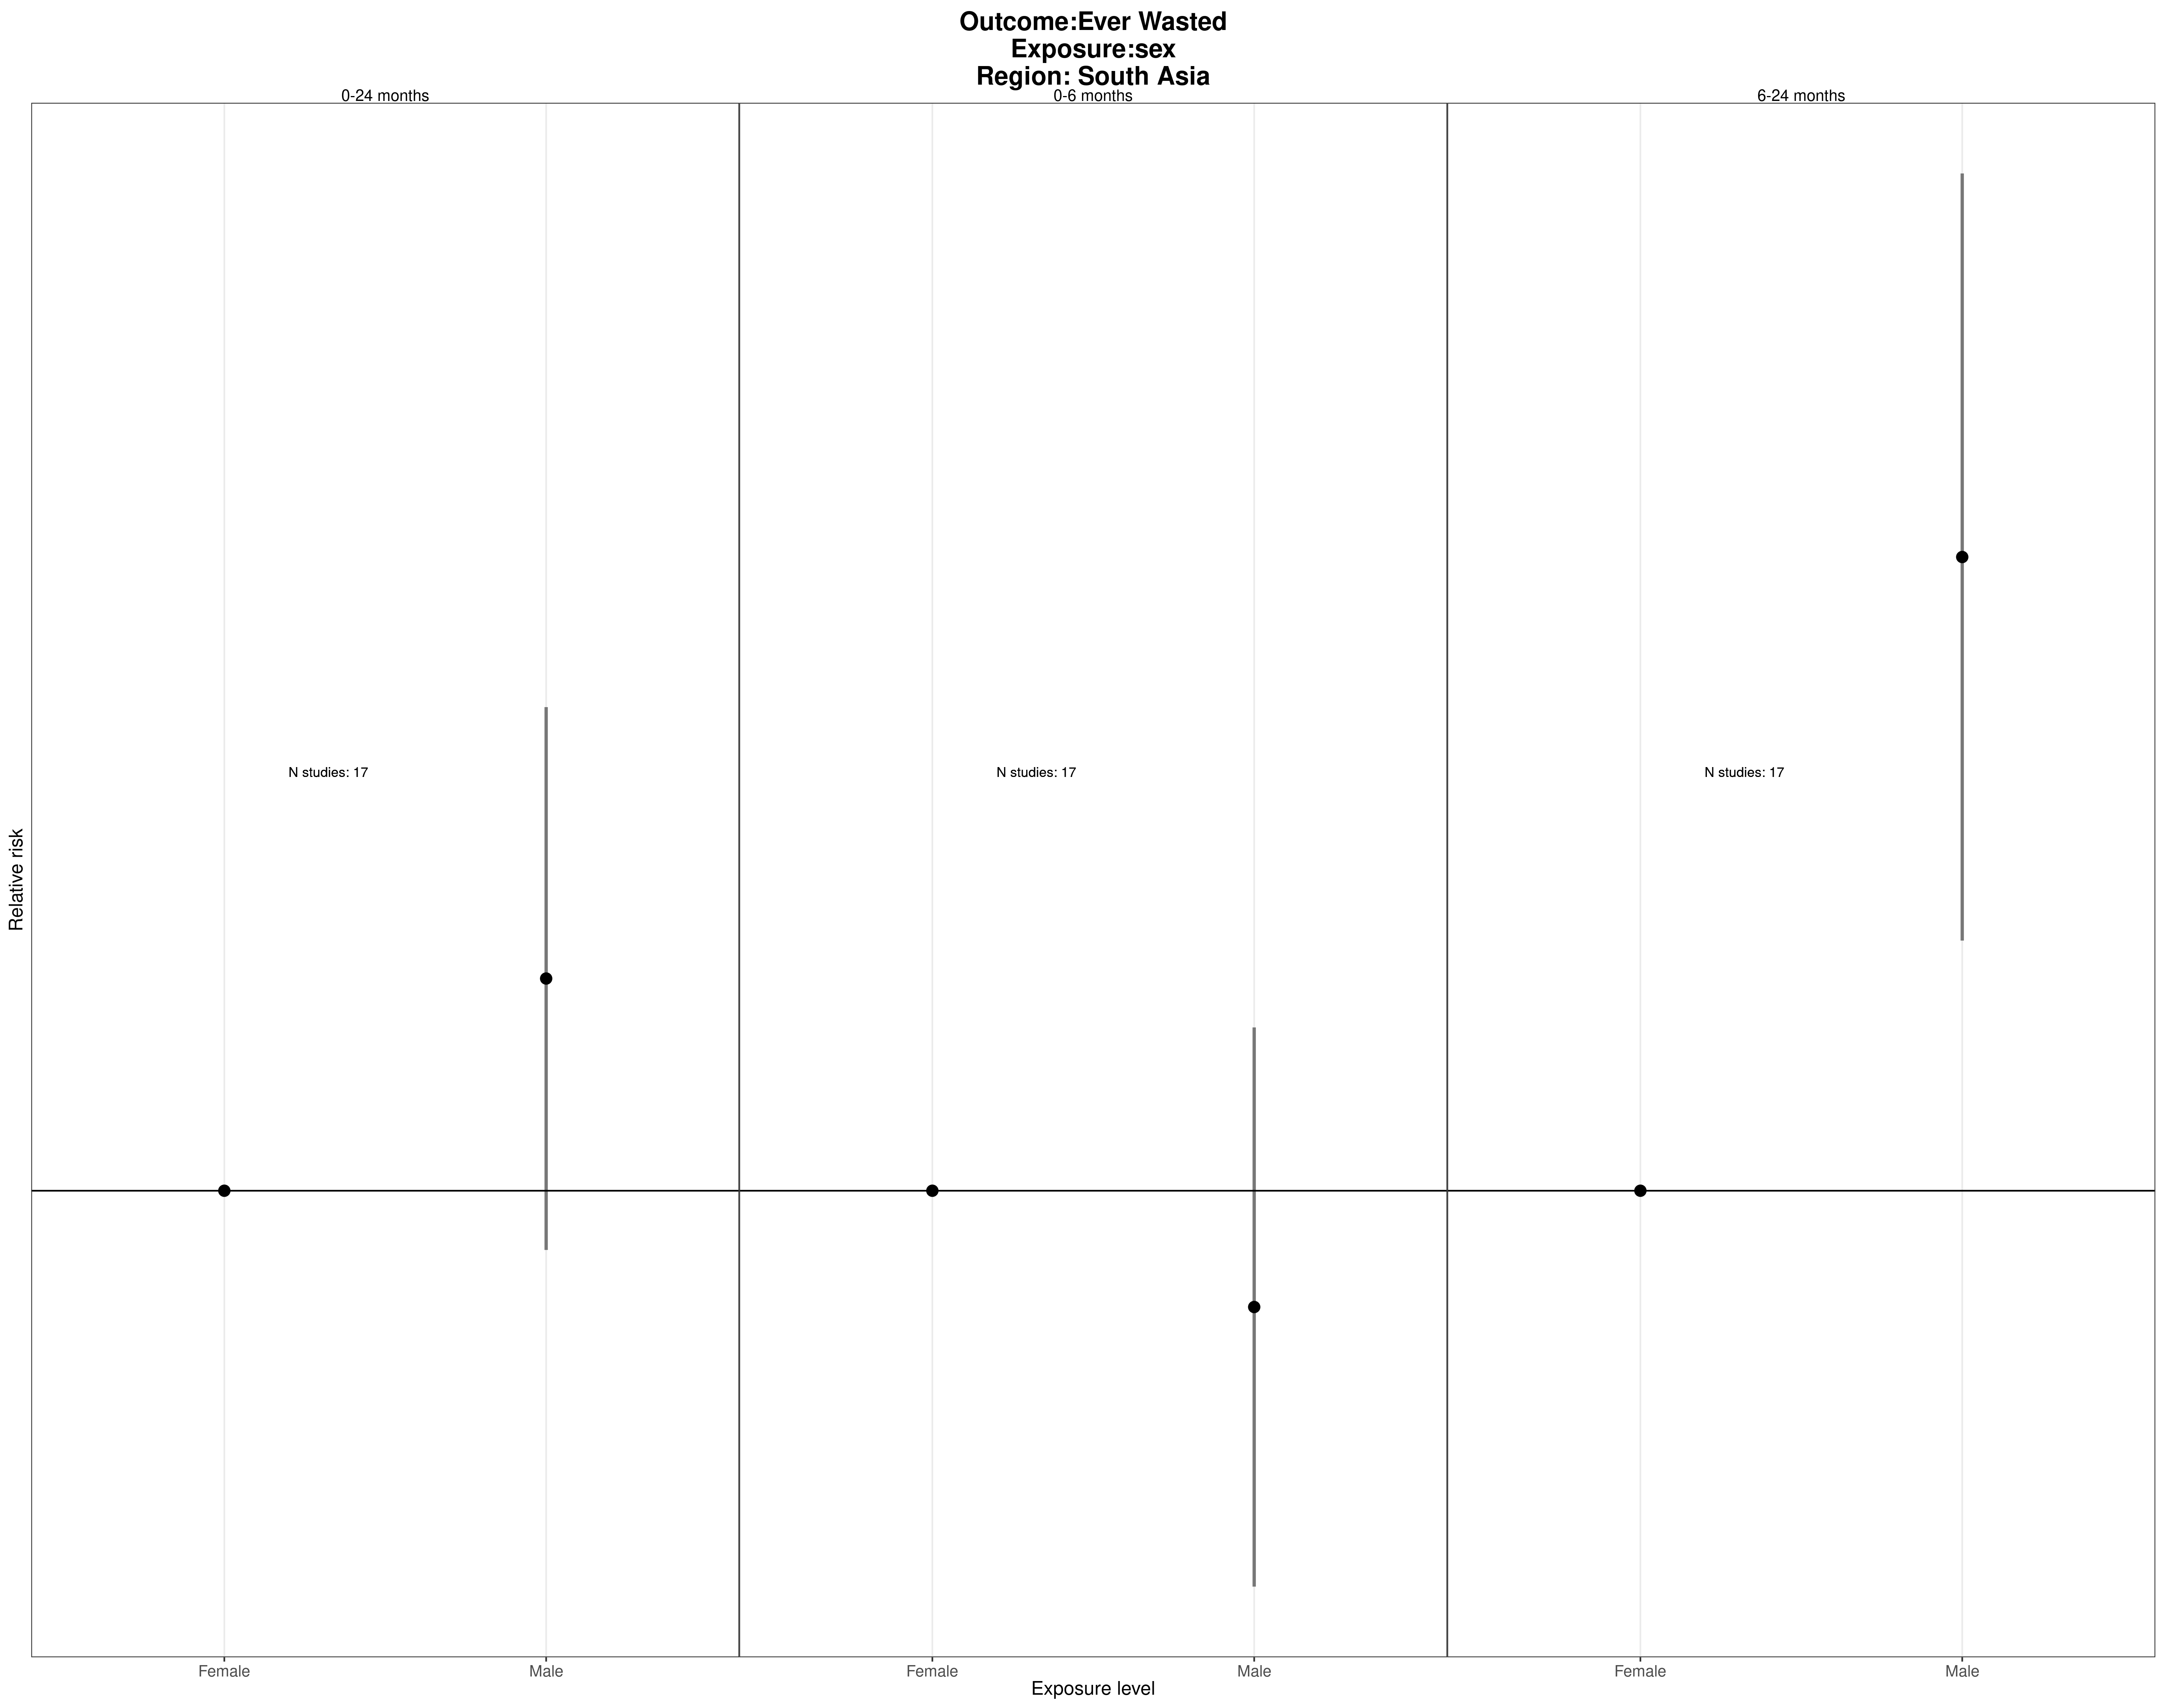 Outcome:Ever Wasted
Exposure:sex
Region: South Asia
0-24 months
0-6 months
6-24 months
N studies: 17
N studies: 17
N studies: 17
Relative risk
Female
Male
Female
Male
Female
Male
Exposure level